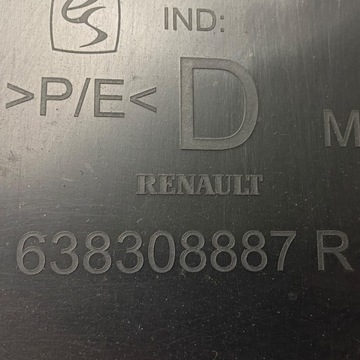 IND:
>P/E< D M
RENAULT
638308887 R